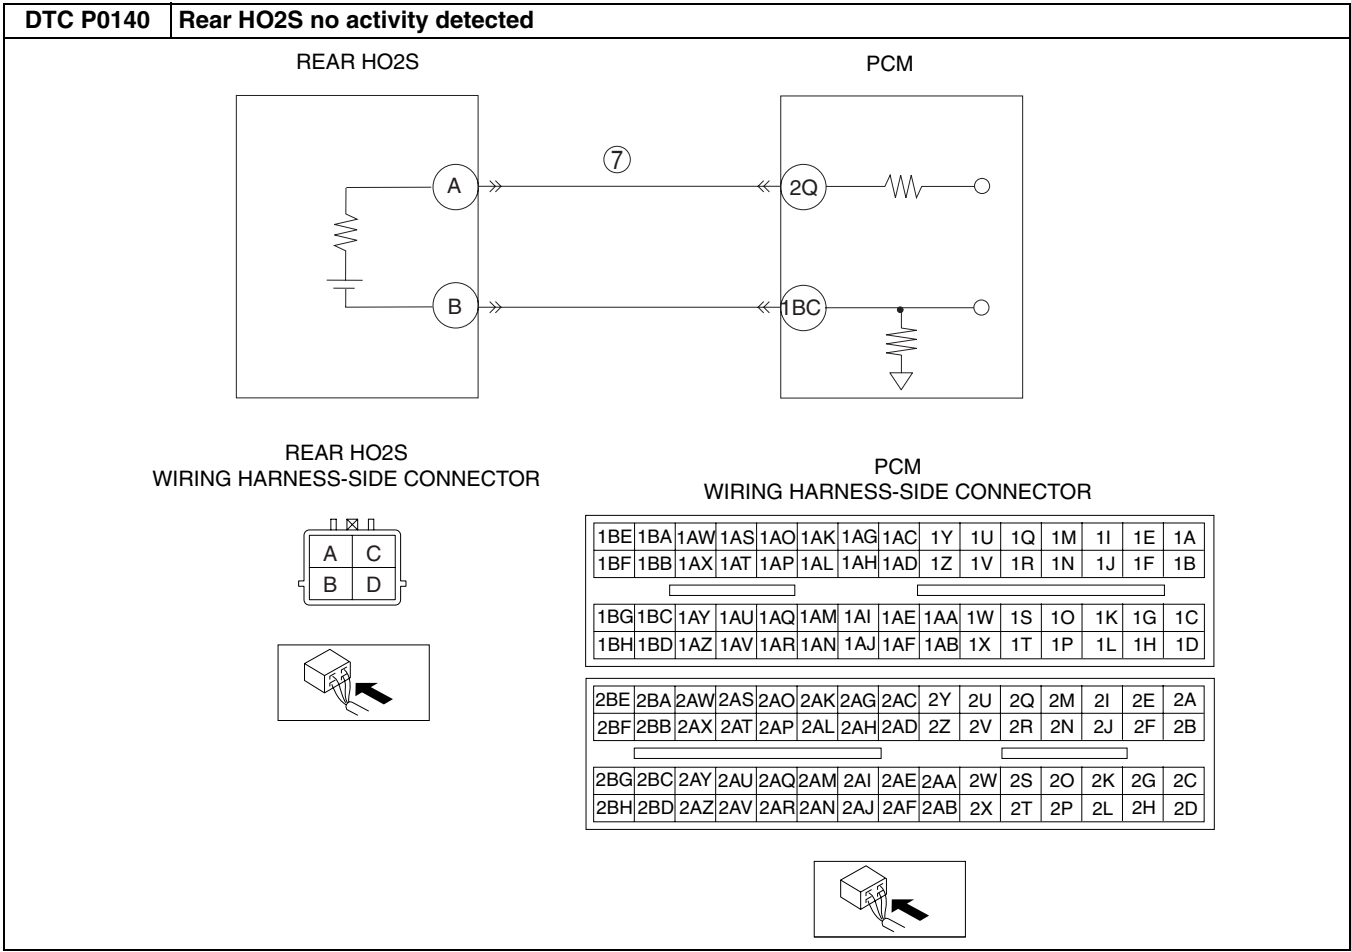 DTC P0140 Rear HO2S no activity detected
REAR HO2S
PCM
7
A
2Q
B
1BC
REAR HO2S
WIRING HARNESS-SIDE CONNECTOR
A C
B D
PCM
WIRING HARNESS-SIDE CONNECTOR
1BE 1BA 1AW 1AS 1AO 1AK 1AG 1AC 1Y 1U 1Q 1M 1I 1E 1A
1BF 1BB 1AX 1AT 1AP 1AL 1AH 1AD 1Z 1V 1R 1N 1J 1F 1B
1BG 1BC 1AY 1AU 1AQ 1AM 1AI 1AE 1AA 1W 1S 1O 1K 1G 1C
1BH 1BD 1AZ 1AV 1AR 1AN 1AJ 1AF 1AB 1X 1T 1P 1L 1H 1D
2BE 2BA 2AW 2AS 2AO 2AK 2AG 2AC 2Y 2U 2Q 2M 2I 2E 2A
2BF 2BB 2AX 2AT 2AP 2AL 2AH 2AD 2Z 2V 2R 2N 2J 2F 2B
2BG 2BC 2AY 2AU 2AQ 2AM 2AI 2AE 2AA 2W 2S 2O 2K 2G 2C
2BH 2BD 2AZ 2AV 2AR 2AN 2AJ 2AF 2AB 2X 2T 2P 2L 2H 2D